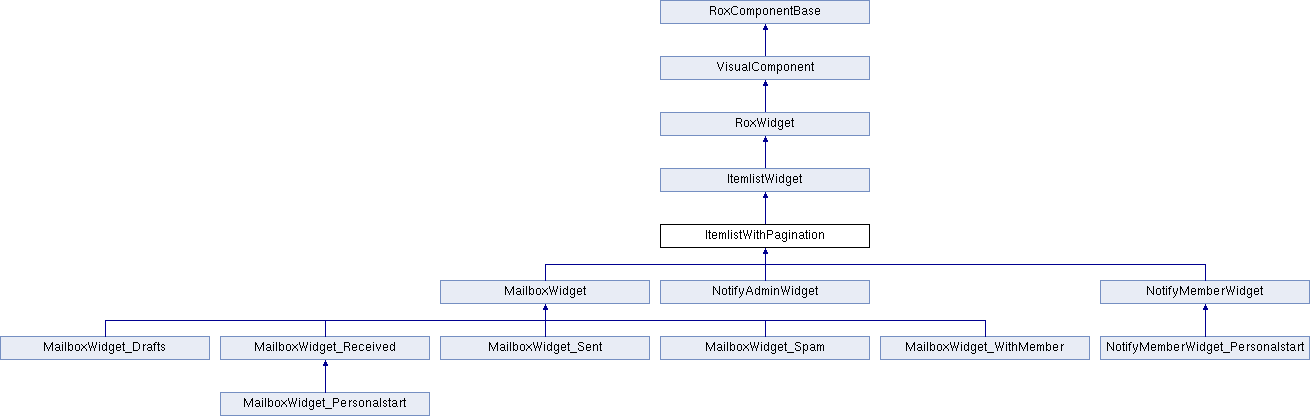 RoxComponentBase
VisualComponent
RoxWidget
ItemlistWidget
ItemlistWithPagination
MailboxWidget
NotifyAdminWidget
NotifyMemberWidget
MailboxWidget_Drafts
MailboxWidget_Received
MailboxWidget_Sent
MailboxWidget_Spam
MailboxWidget_WithMember
NotifyMemberWidget_Personalstart
MailboxWidget_Personalstart